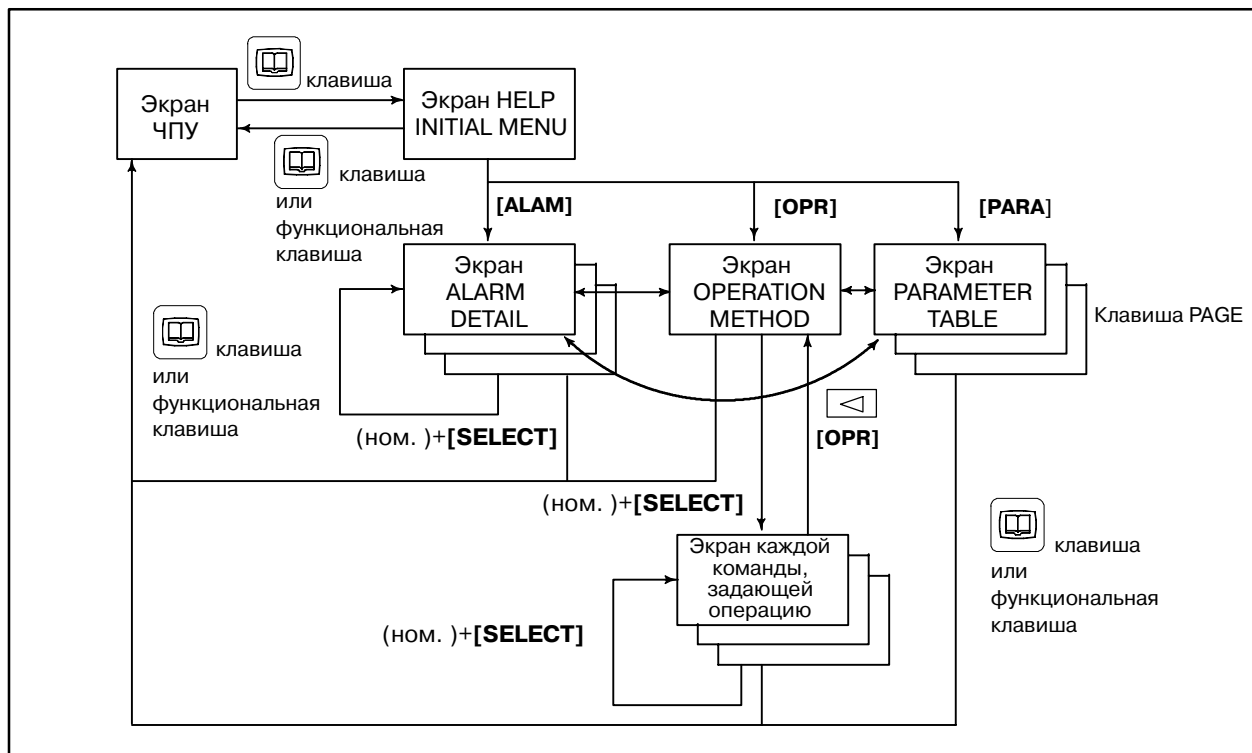 клавиша
Экран
ЧПУ
Экран HELP
INITIAL MENU
клавиша
или
функциональная
клавиша
[ALAM]
[OPR]
[PARA]
Экран
ALARM
DETAIL
Экран
OPERATION
METHOD
Экран
PARAMETER
TABLE
Клавиша PAGE
клавиша
или
функциональная
клавиша
(ном. )+[SELECT]
[OPR]
(ном. )+[SELECT]
Экран каждой
команды,
задающей
операцию
(ном. )+[SELECT]
клавиша
или
функциональная
клавиша